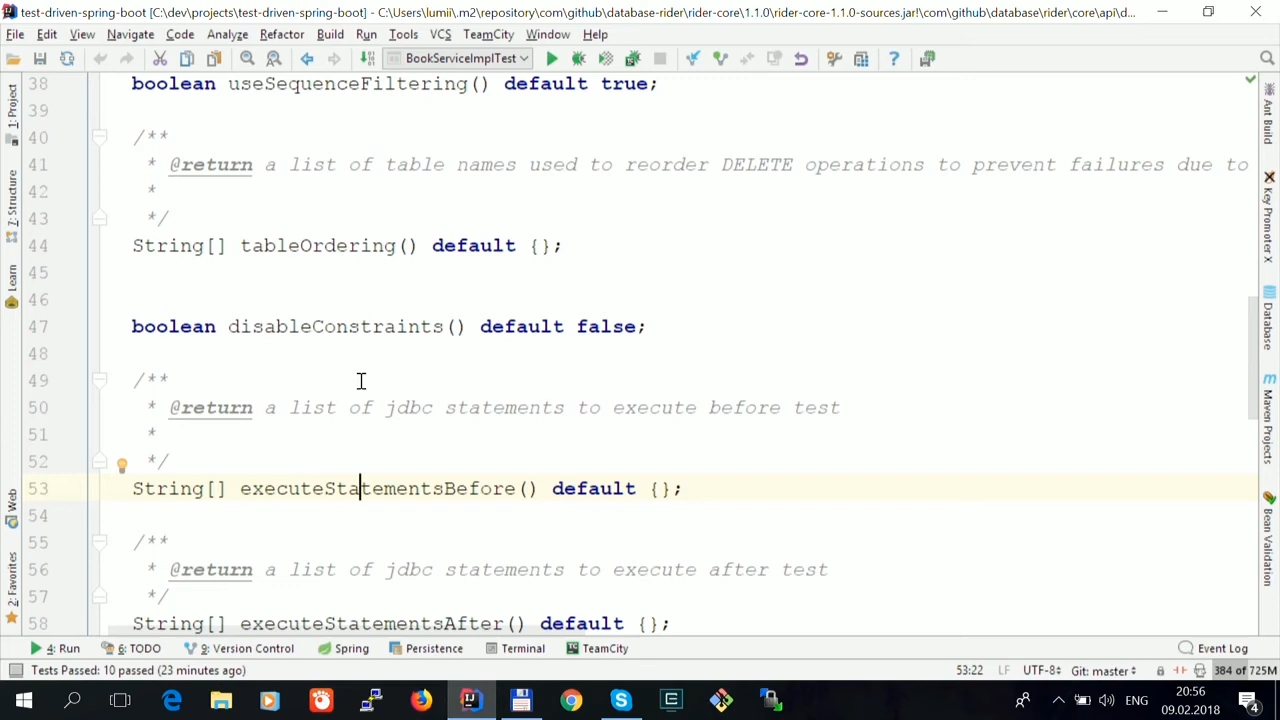 test-driven-spring-boot [C:\dev\projects\test-driven-spring-boot] - C:\Users\lumii\.m2\repository\com\github\database-rider\rider-core\1.1.0\rider-core-1.1.0-sources.jar!\com\github\database\rider\core\api\d...
File Edit View Navigate Code Analyze Refactor Build Run Tools VCS TeamCity Window Help
BookServiceImplTest
38 boolean useSequenceFiltering() default true;
39
40 /**
41 * @return a list of table names used to reorder DELETE operations to prevent failures due to
42 *
43 */
44 String[] tableOrdering() default {};
45
46
47 boolean disableConstraints() default false;
48
49 /**
50 * @return a list of jdbc statements to execute before test
51 *
52 */
53 String[] executeStatementsBefore() default {};
54
55 /**
56 * @return a list of jdbc statements to execute after test
57 */
58 String[] executeStatementsAfter() default {};
1: Project
7: Structure
Learn
Web
2: Favorites
Ant Build
Key Promoter X
Database
Maven Projects
Bean Validation
4: Run 6: TODO 9: Version Control Spring Persistence Terminal TeamCity Event Log
Tests Passed: 10 passed (23 minutes ago) 53:22 LF UTF-8 Git: master 384 of 725M
ENG 20:56
09.02.2018 4